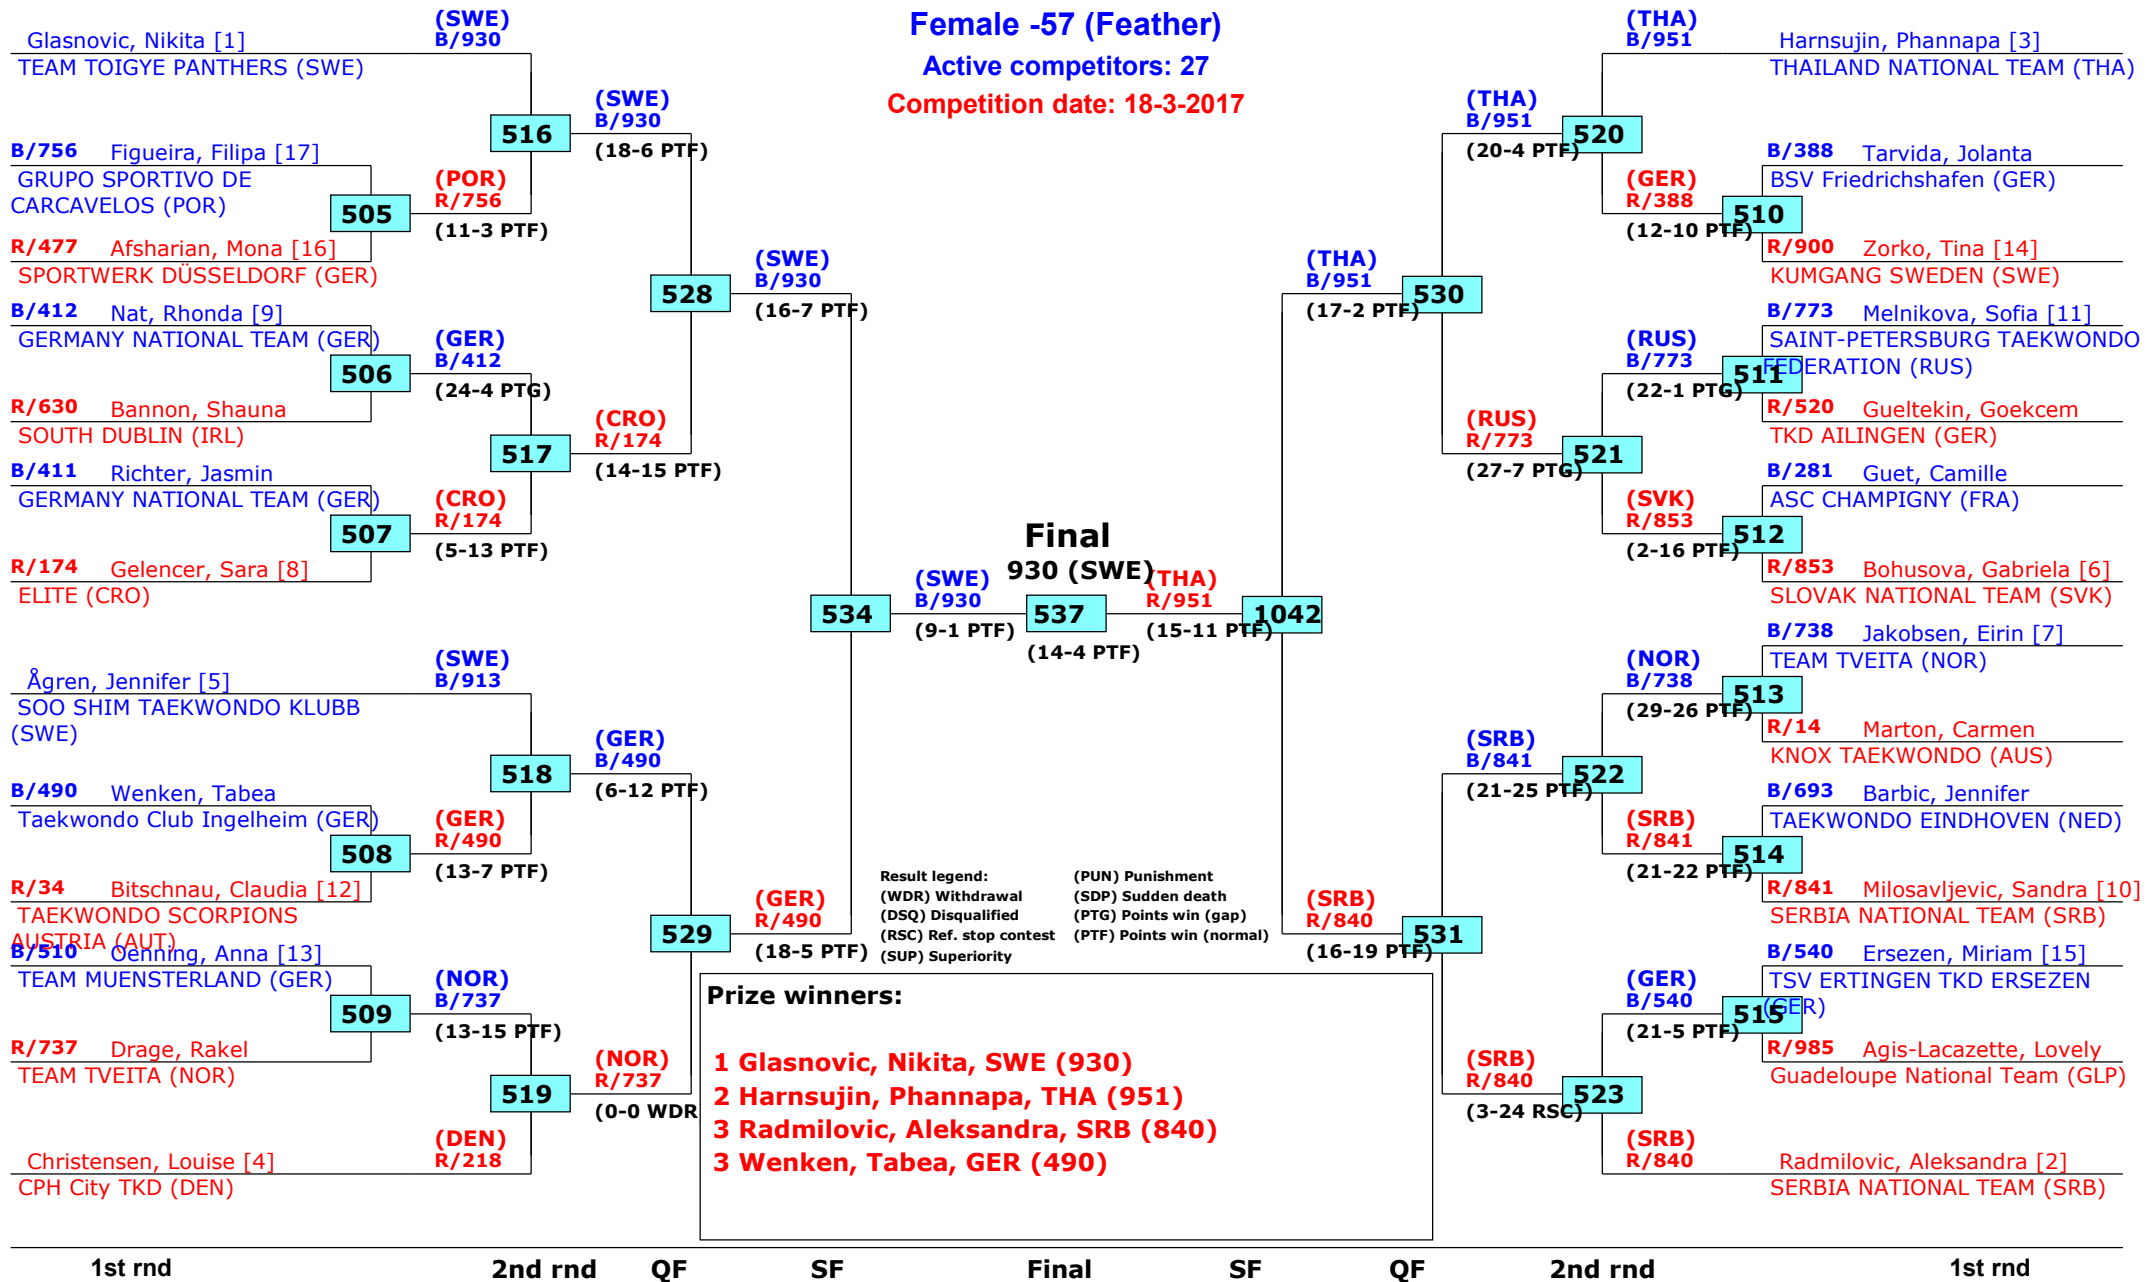 Female -57 (Feather)
Active competitors: 27
Competition date: 18-3-2017
Glasnovic, Nikita [1]
TEAM TOIGYE PANTHERS (SWE)
(SWE)
B/930
B/756 Figueira, Filipa [17]
GRUPO SPORTIVO DE
CARCAVELOS (POR)
505
R/477 Afsharian, Mona [16]
SPORTWERK DÜSSELDORF (GER)
(POR)
R/756
(11-3 PTF)
516
(SWE)
B/930
(18-6 PTF)
B/412 Nat, Rhonda [9]
GERMANY NATIONAL TEAM (GER)
506
R/630 Bannon, Shauna
SOUTH DUBLIN (IRL)
(GER)
B/412
(24-4 PTG)
B/411 Richter, Jasmin
GERMANY NATIONAL TEAM (GER)
507
R/174 Gelencer, Sara [8]
ELITE (CRO)
(CRO)
R/174
(5-13 PTF)
517
(CRO)
R/174
(14-15 PTF)
528
(SWE)
B/930
(16-7 PTF)
Ågren, Jennifer [5]
SOO SHIM TAEKWONDO KLUBB
(SWE)
(SWE)
B/913
B/490 Wenken, Tabea
Taekwondo Club Ingelheim (GER)
508
R/34 Bitschnau, Claudia [12]
TAEKWONDO SCORPIONS
AUSTRIA (AUT)
(GER)
R/490
(13-7 PTF)
518
(GER)
B/490
(6-12 PTF)
B/510 Oenning, Anna [13]
TEAM MUENSTERLAND (GER)
509
R/737 Drage, Rakel
TEAM TVEITA (NOR)
(NOR)
B/737
(13-15 PTF)
Christensen, Louise [4]
CPH City TKD (DEN)
(DEN)
R/218
519
(NOR)
R/737
(0-0 WDR
529
(GER)
R/490
(18-5 PTF)
534
(SWE)
B/930
(9-1 PTF)
Final
930 (SWE)
537
(14-4 PTF)
(THA)
R/951
(15-11 PTF)
1042
(THA)
B/951
Harnsujin, Phannapa [3]
THAILAND NATIONAL TEAM (THA)
(THA)
B/951
(20-4 PTF)
520
(GER)
R/388
(12-10 PTF)
510
B/388 Tarvida, Jolanta
BSV Friedrichshafen (GER)
R/900 Zorko, Tina [14]
KUMGANG SWEDEN (SWE)
(THA)
B/951
(17-2 PTF)
530
(RUS)
B/773
(22-1 PTG)
511
B/773 Melnikova, Sofia [11]
SAINT-PETERSBURG TAEKWONDO
FEDERATION (RUS)
R/520 Gueltekin, Goekcem
TKD AILINGEN (GER)
(RUS)
R/773
(27-7 PTG)
521
(SVK)
R/853
(2-16 PTF)
512
B/281 Guet, Camille
ASC CHAMPIGNY (FRA)
R/853 Bohusova, Gabriela [6]
SLOVAK NATIONAL TEAM (SVK)
(NOR)
B/738
(29-26 PTF)
513
B/738 Jakobsen, Eirin [7]
TEAM TVEITA (NOR)
R/14 Marton, Carmen
KNOX TAEKWONDO (AUS)
(SRB)
B/841
(21-25 PTF)
522
(SRB)
R/841
(21-22 PTF)
514
B/693 Barbic, Jennifer
TAEKWONDO EINDHOVEN (NED)
R/841 Milosavljevic, Sandra [10]
SERBIA NATIONAL TEAM (SRB)
(SRB)
R/840
(16-19 PTF)
531
(GER)
B/540
(21-5 PTF)
515
B/540 Ersezen, Miriam [15]
TSV ERTINGEN TKD ERSEZEN
(GER)
R/985 Agis-Lacazette, Lovely
Guadeloupe National Team (GLP)
(SRB)
R/840
(3-24 RSC)
523
(SRB)
R/840
Radmilovic, Aleksandra [2]
SERBIA NATIONAL TEAM (SRB)
Result legend:
(WDR) Withdrawal
(DSQ) Disqualified
(RSC) Ref. stop contest
(SUP) Superiority
(PUN) Punishment
(SDP) Sudden death
(PTG) Points win (gap)
(PTF) Points win (normal)
Prize winners:
1 Glasnovic, Nikita, SWE (930)
2 Harnsujin, Phannapa, THA (951)
3 Radmilovic, Aleksandra, SRB (840)
3 Wenken, Tabea, GER (490)
1st rnd 2nd rnd QF SF Final SF QF 2nd rnd 1st rnd